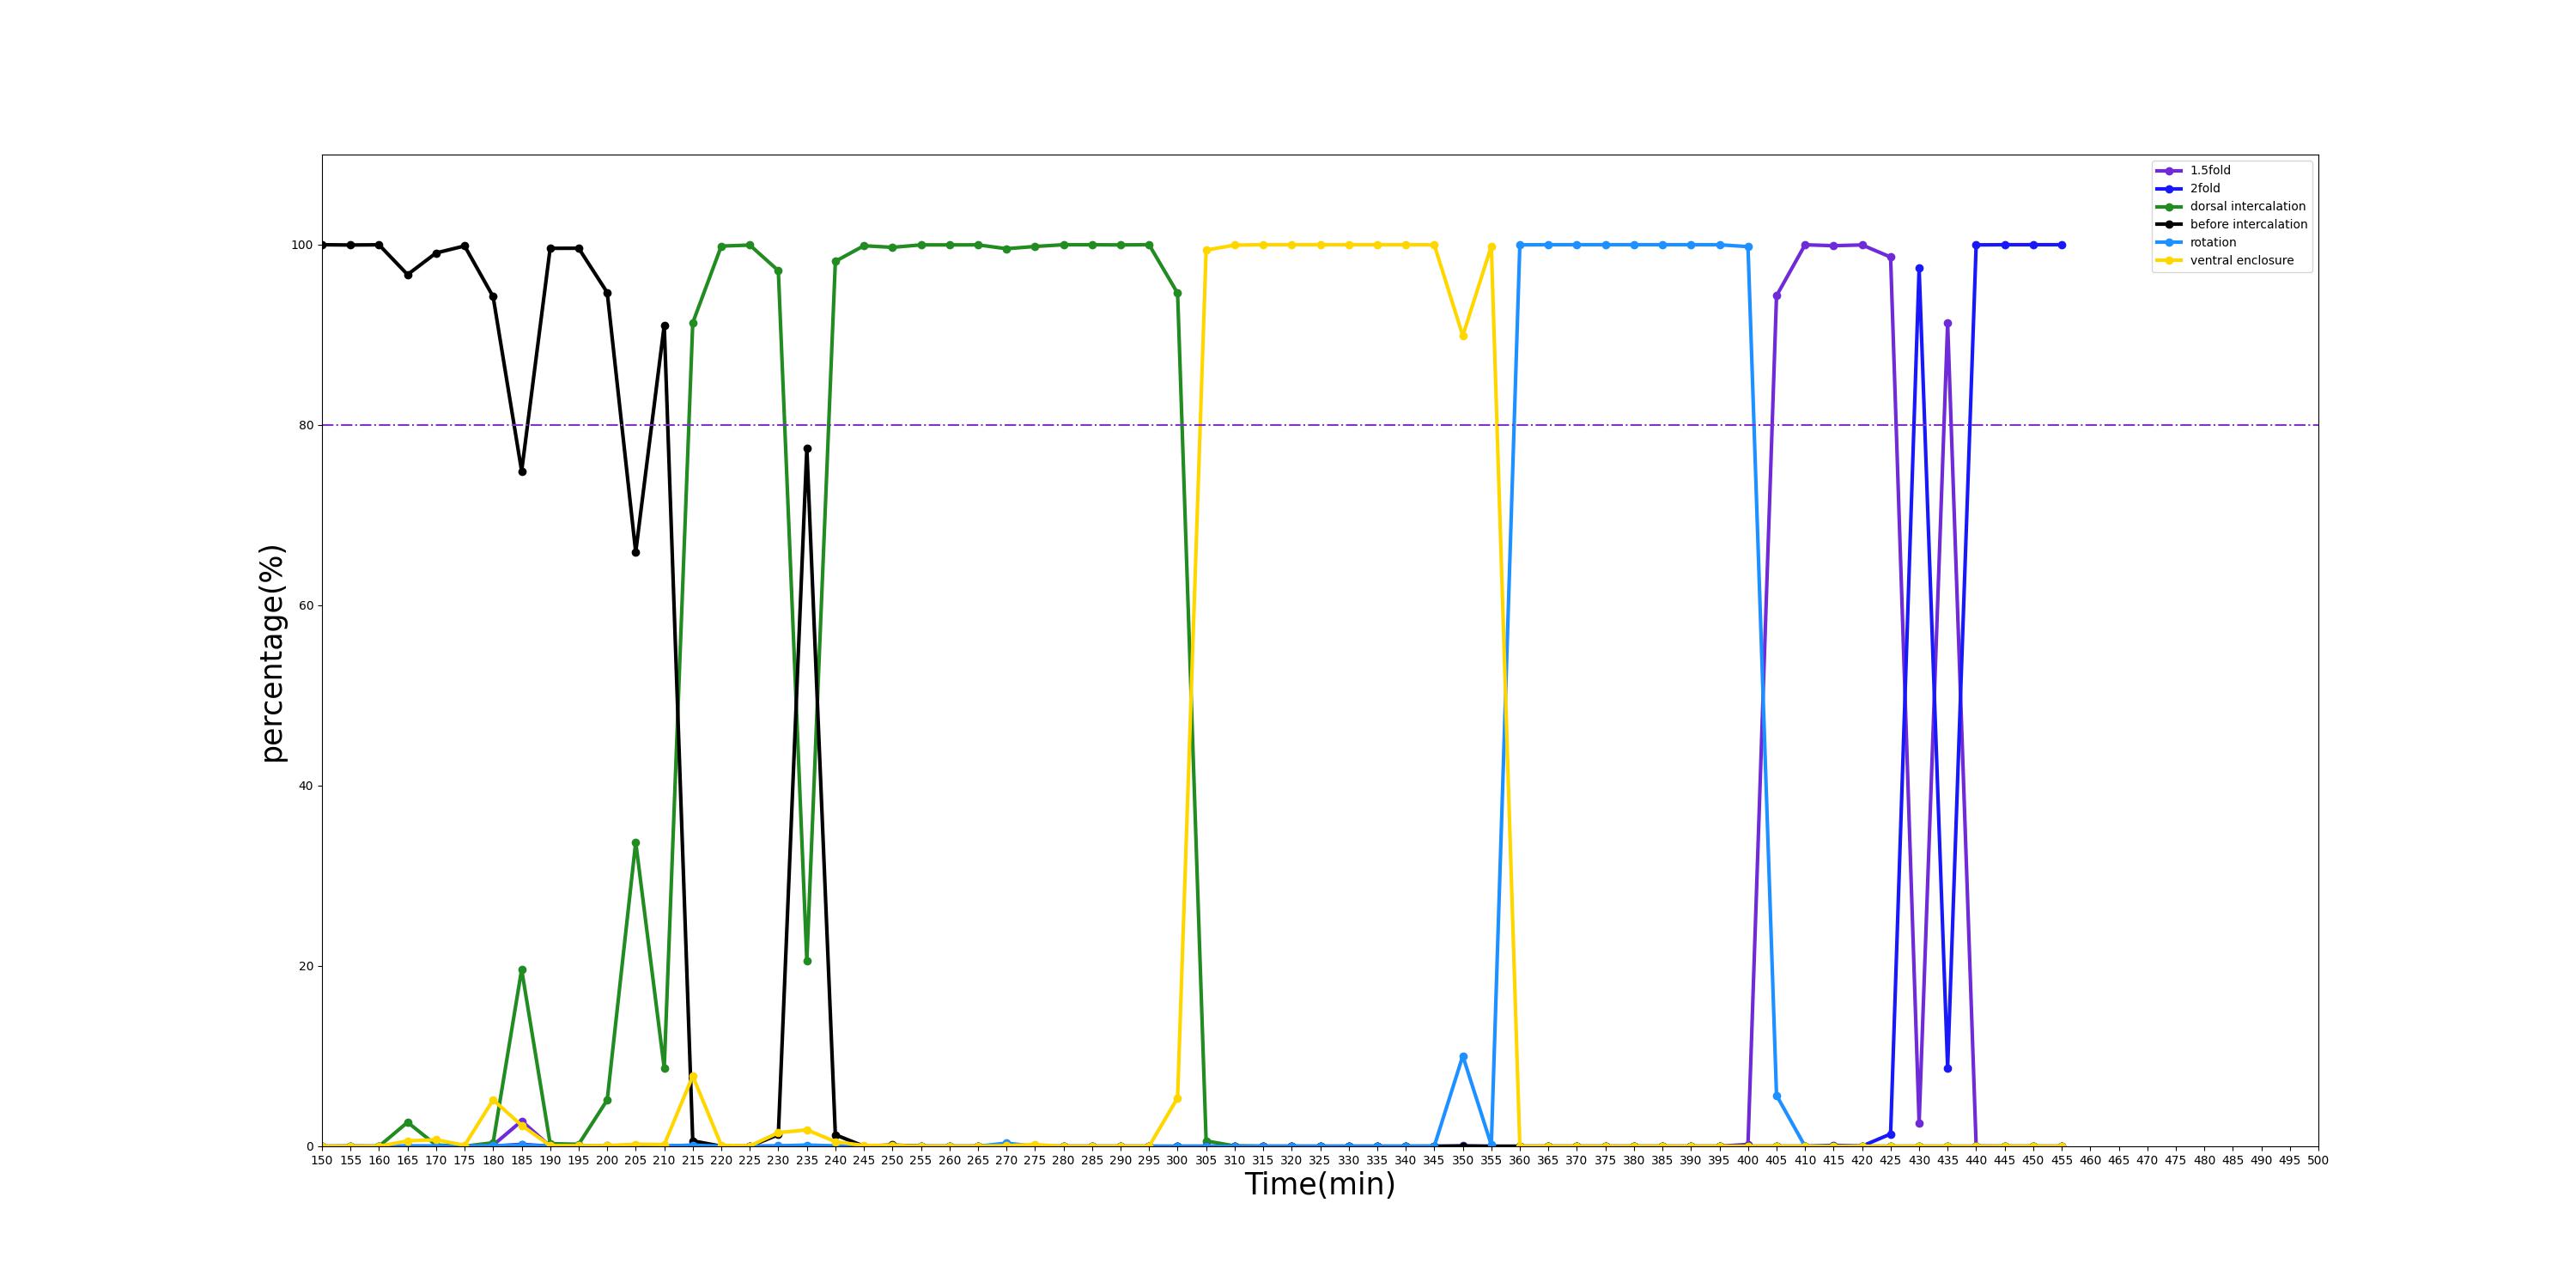 1.5fold
2fold
dorsal intercalation
before intercalation
rotation
ventral enclosure
100
80
60
40
20
0
percentage(%)
150 155 160 165 170 175 180 185 190 195 200 205 210 215 220 225 230 235 240 245 250 255 260 265 270 275 280 285 290 295 300 305 310 315 320 325 330 335 340 345 350 355 360 365 370 375 380 385 390 395 400 405 410 415 420 425 430 435 440 445 450 455 460 465 470 475 480 485 490 495 500
Time(min)